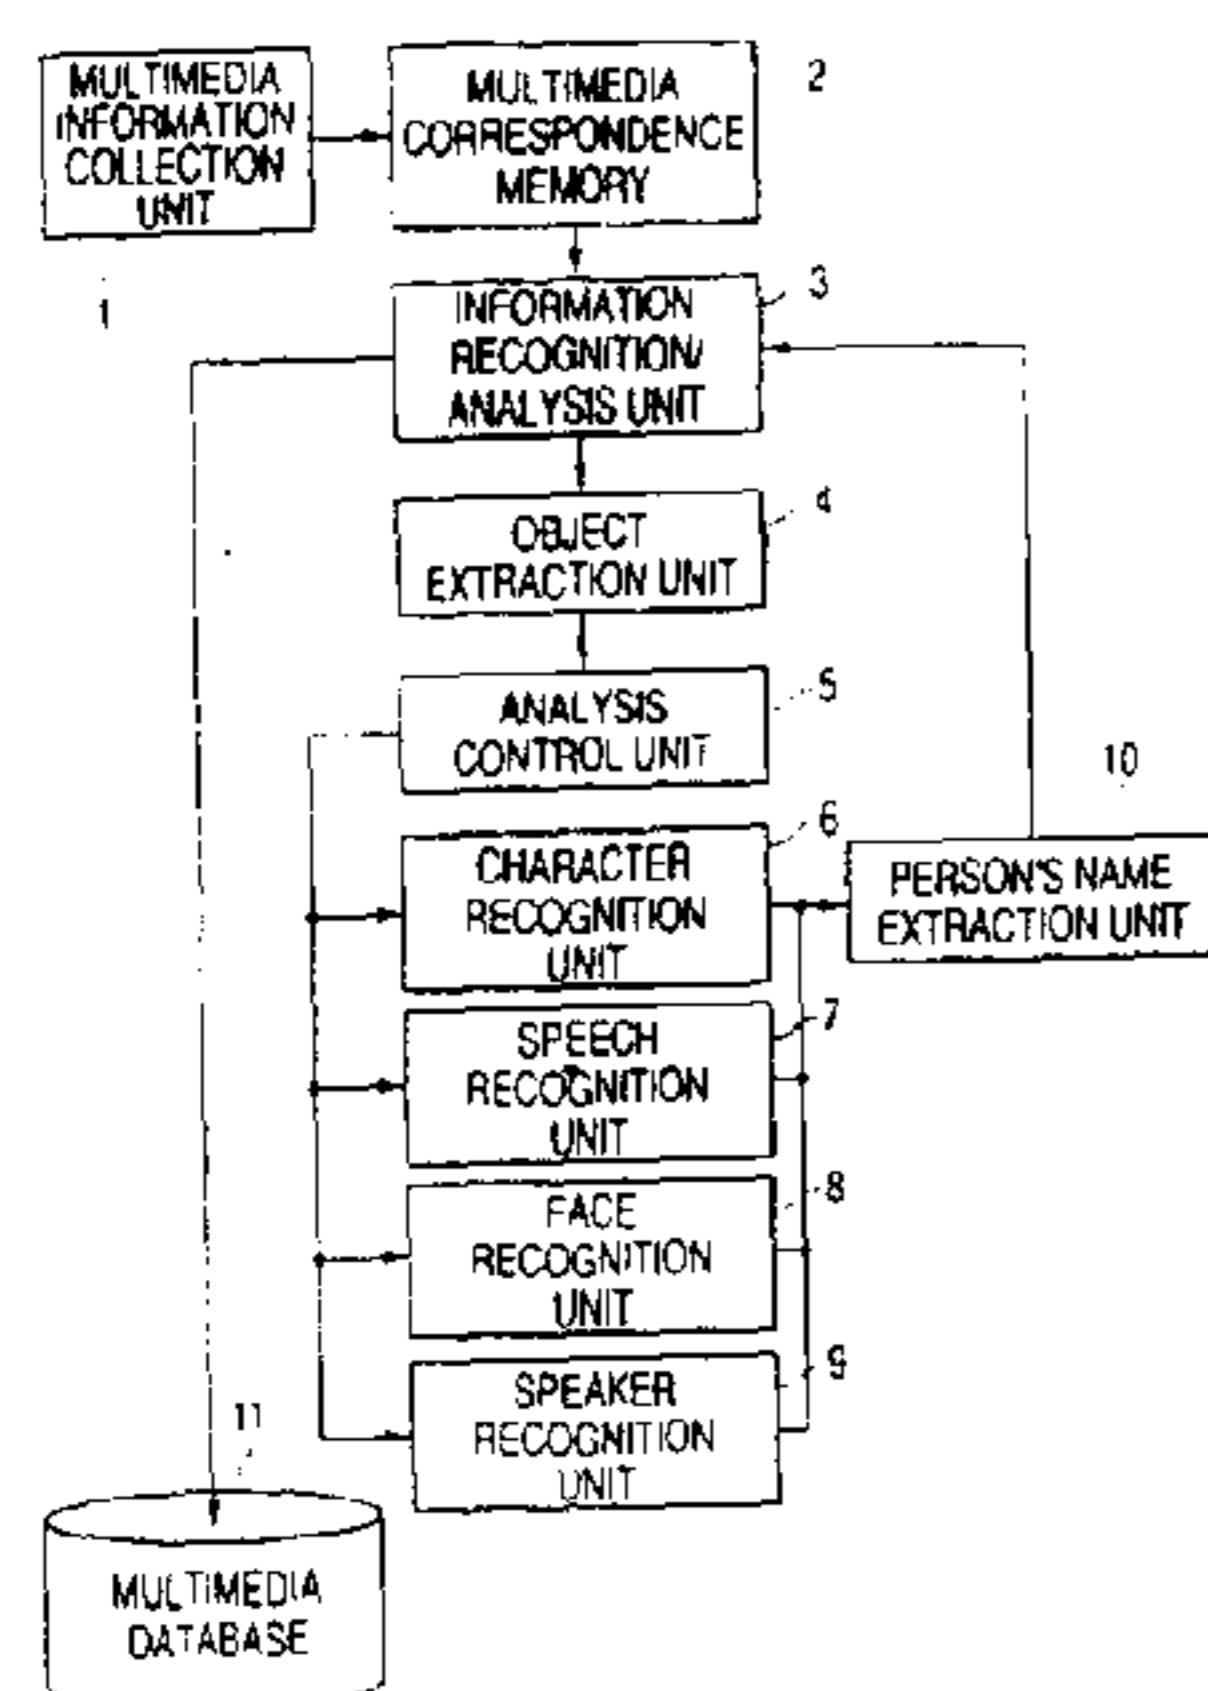 MULTIMEDIA
INFORMATION
COLLECTION
UNIT
1
MULTIMEDIA
CORRESPONDENCE
MEMORY
2
INFORMATION
RECOGNITION/
ANALYSIS UNIT
3
OBJECT
EXTRACTION UNIT
4
ANALYSIS
CONTROL UNIT
5
CHARACTER
RECOGNITION
UNIT
6
PERSON'S NAME
EXTRACTION UNIT
10
SPEECH
RECOGNITION
UNIT
7
FACE
RECOGNITION
UNIT
8
SPEAKER
RECOGNITION
UNIT
9
11
MULTIMEDIA
DATABASE